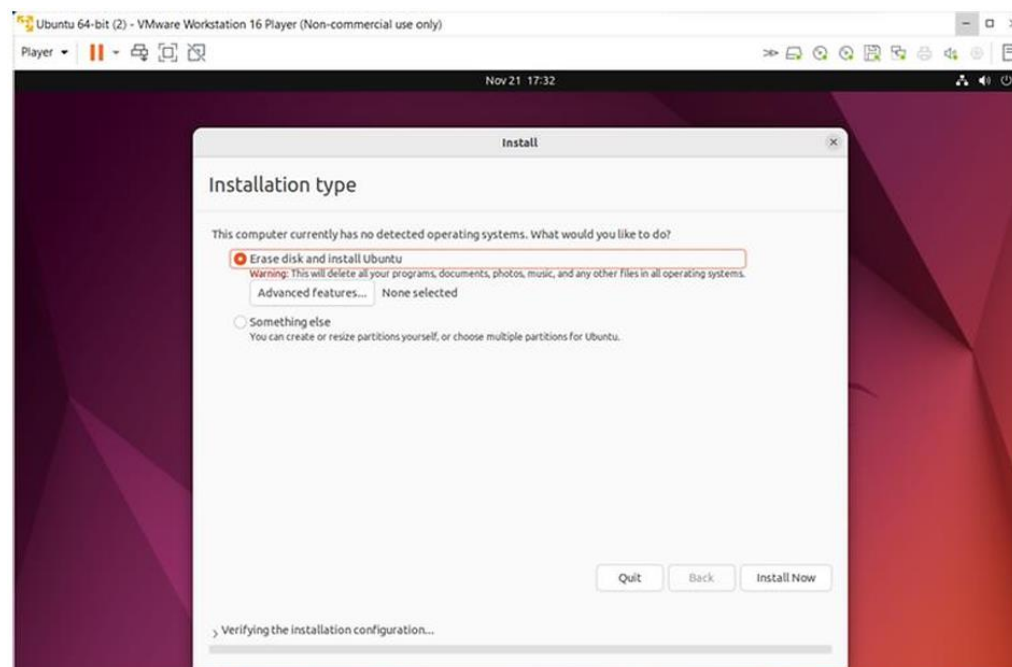 Ubuntu 64-bit (2) - VMware Workstation 16 Player (Non-commercial use only)
Player
Nov 21 17:32
Install
Installation type
This computer currently has no detected operating systems. What would you like to do?
Erase disk and install Ubuntu
Warning: This will delete all your programs, documents, photos, music, and any other files in all operating systems.
Advanced features... None selected
Something else
You can create or resize partitions yourself, or choose multiple partitions for Ubuntu.
Quit Back Install Now
Verifying the installation configuration...